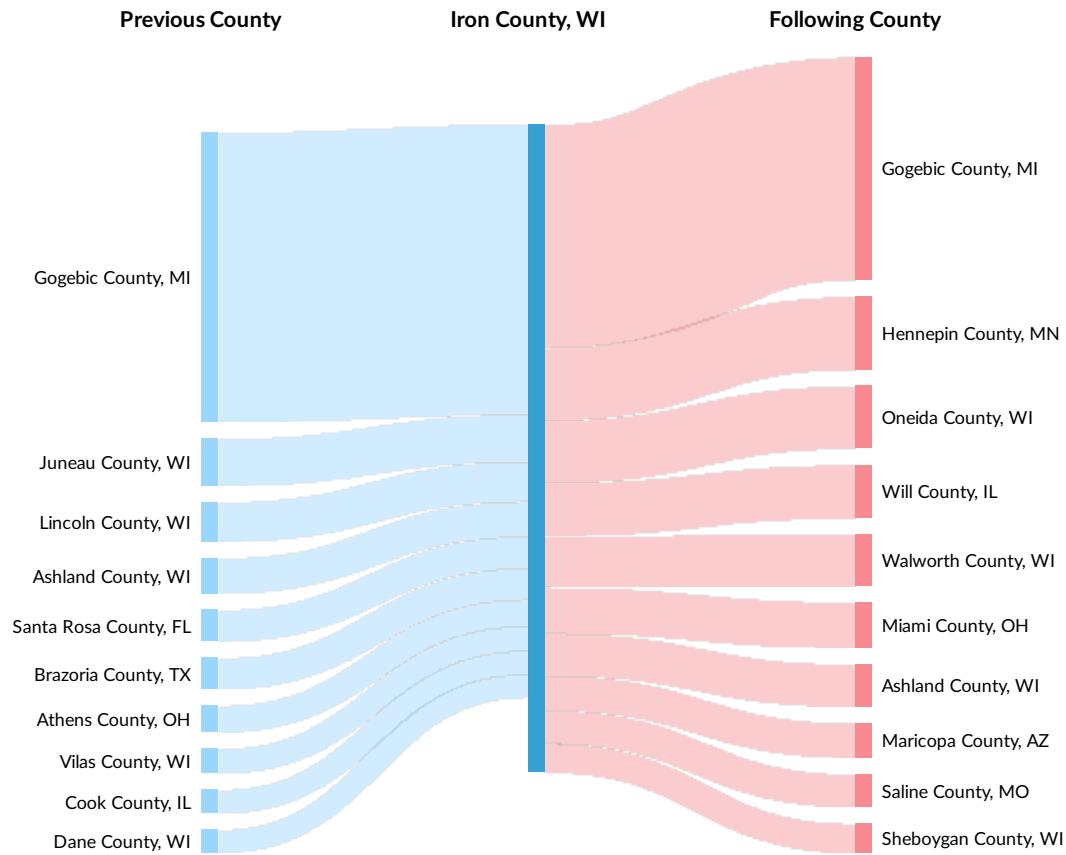 Previous County
Iron County, WI
Following County
Gogebic County, MI
Juneau County, WI
Lincoln County, WI
Ashland County, WI
Santa Rosa County, FL
Brazoria County, TX
Athens County, OH
Vilas County, WI
Cook County, IL
Dane County, WI
Gogebic County, MI
Hennepin County, MN
Oneida County, WI
Will County, IL
Walworth County, WI
Miami County, OH
Ashland County, WI
Maricopa County, AZ
Saline County, MO
Sheboygan County, WI